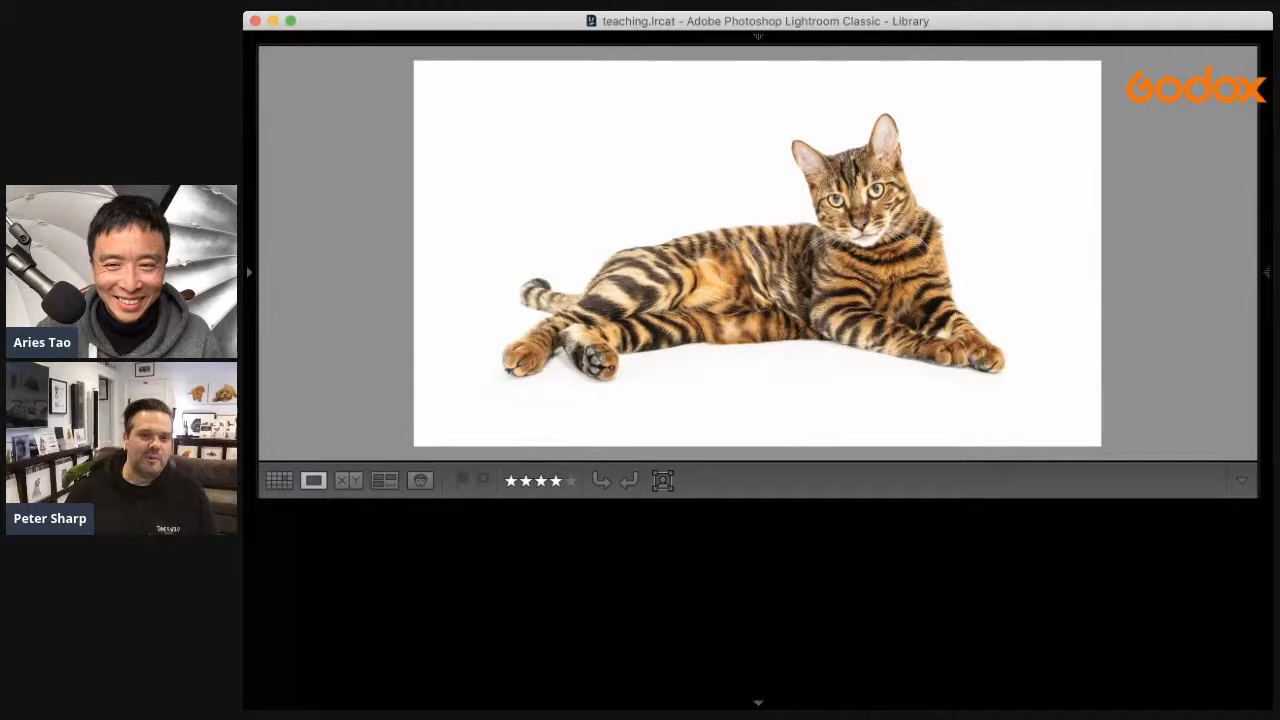 teaching.lrcat - Adobe Photoshop Lightroom Classic - Library
Godox
Aries Tao
Peter Sharp
X Y